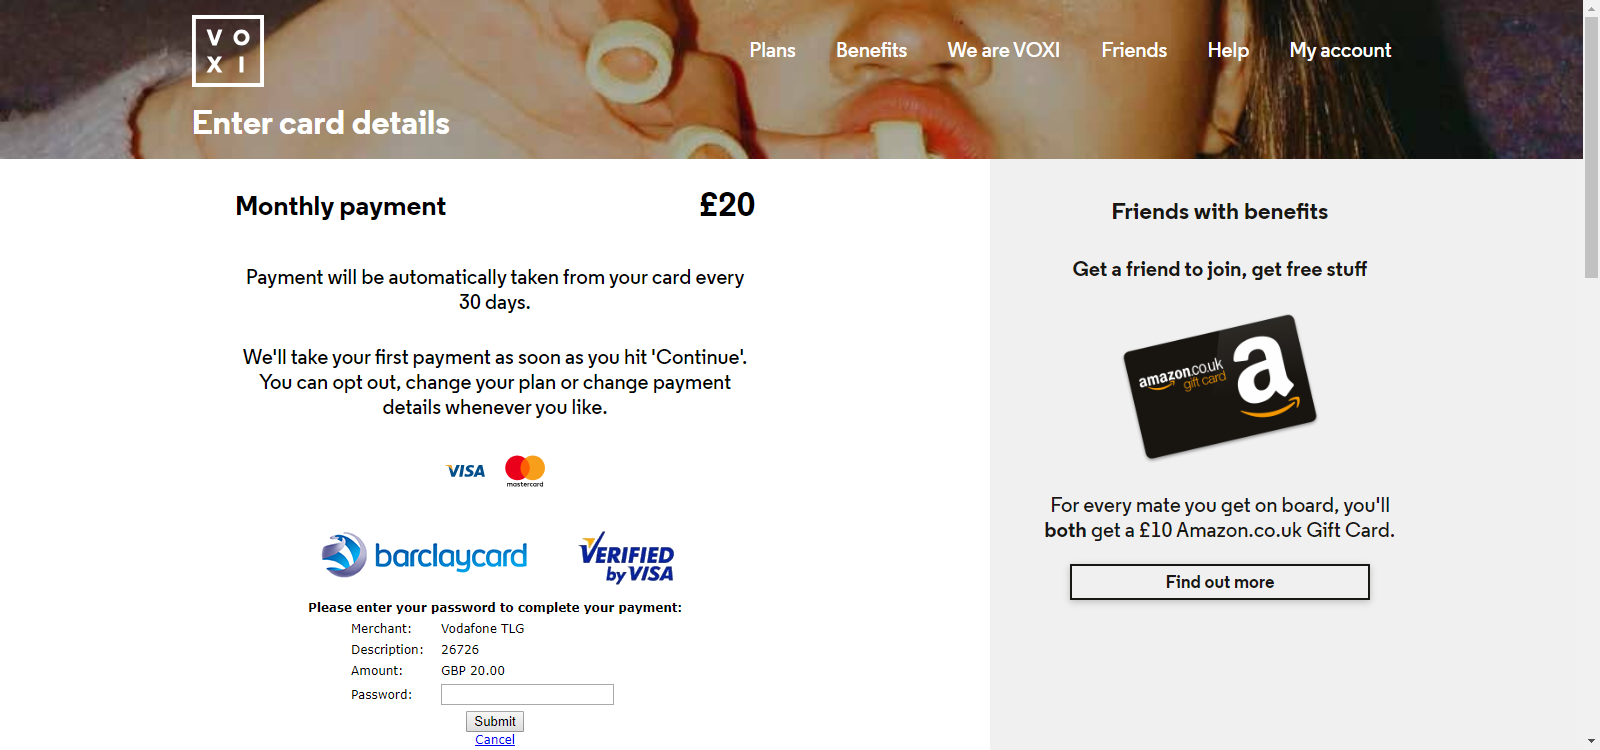 VO
XI
Plans Benefits We are VOXI Friends Help My account
Enter card details
Monthly payment £20
Payment will be automatically taken from your card every
30 days.
We'll take your first payment as soon as you hit 'Continue'.
You can opt out, change your plan or change payment
details whenever you like.
VISA mastercard
barclaycard VERIFIED
by VISA
Please enter your password to complete your payment:
Merchant: Vodafone TLG
Description: 26726
Amount: GBP 20.00
Password:
Submit
Cancel
Friends with benefits
Get a friend to join, get free stuff
amazon.co.uk a
gift card
For every mate you get on board, you'll
both get a £10 Amazon.co.uk Gift Card.
Find out more